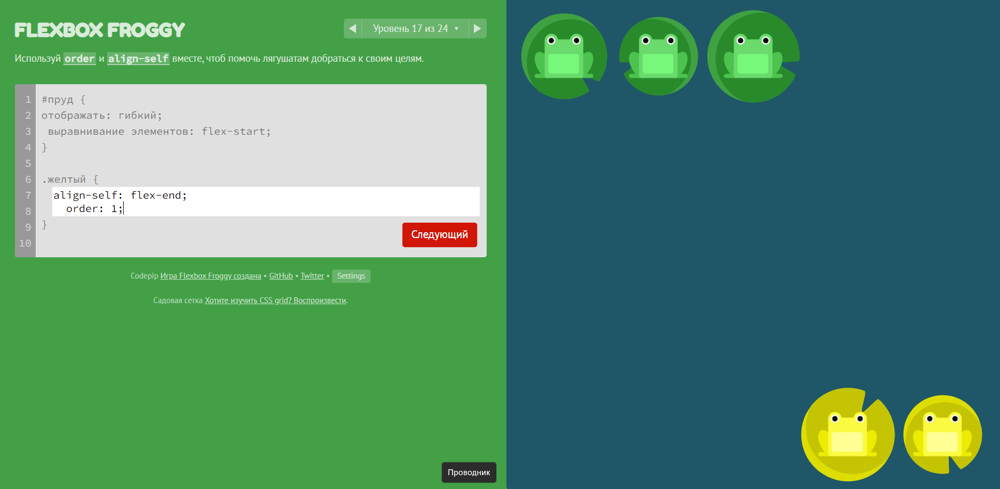 FLEXBOX FROGGY
Уровень 17 из 24
Используй order и align-self вместе, чтоб помочь лягушатам добраться к своим целям.
1 #пруд {
2 отображать: гибкий;
3 выравнивание элементов: flex-start;
4 }
5
6 .желтый {
7 align-self: flex-end;
8 order: 1;
9 }
10
Следующий
Codepip Игра Flexbox Froggy создана • GitHub • Twitter • Settings
Садовая сетка Хотите изучить CSS grid? Воспроизвести.
Проводник